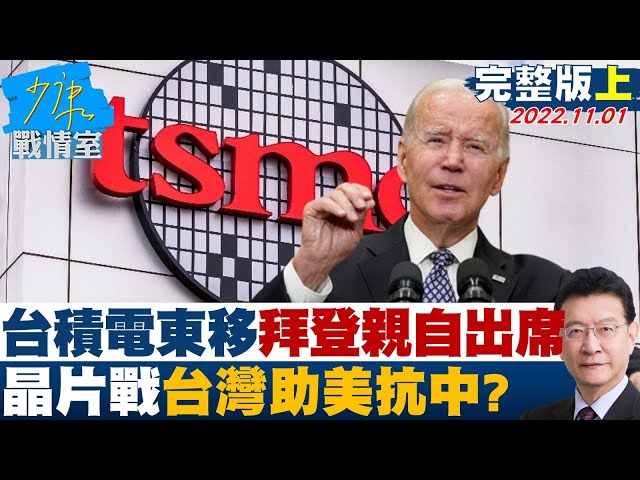 少康
戰情室
完整版上
2022.11.01
tsmc
台積電東移拜登親自出席
晶片戰台灣助美抗中?